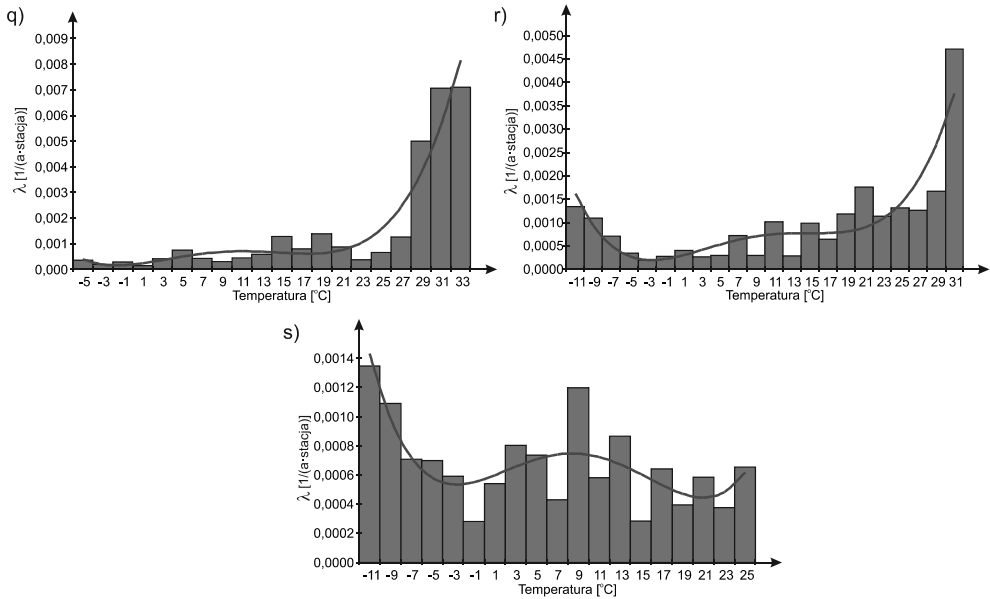 q)
0,009
0,008
0,007
0,006
0,005
0,004
0,003
0,002
0,001
0,000
λ [1/(a·stacja)]
-5 -3 -1 1 3 5 7 9 11 13 15 17 19 21 23 25 27 29 31 33
Temperatura [°C]
r)
0,0050
0,0045
0,0040
0,0035
0,0030
0,0025
0,0020
0,0015
0,0010
0,0005
0,0000
λ [1/(a·stacja)]
-11 -9 -7 -5 -3 -1 1 3 5 7 9 11 13 14 17 19 21 23 25 27 29 31
Temperatura [°C]
s)
0,0014
0,0012
0,0010
0,0008
0,0006
0,0004
0,0002
0,0000
λ [1/(a·stacja)]
-11 -9 -7 -5 -3 -1 1 3 5 7 9 11 13 14 17 19 21 23 25
Temperatura [°C]